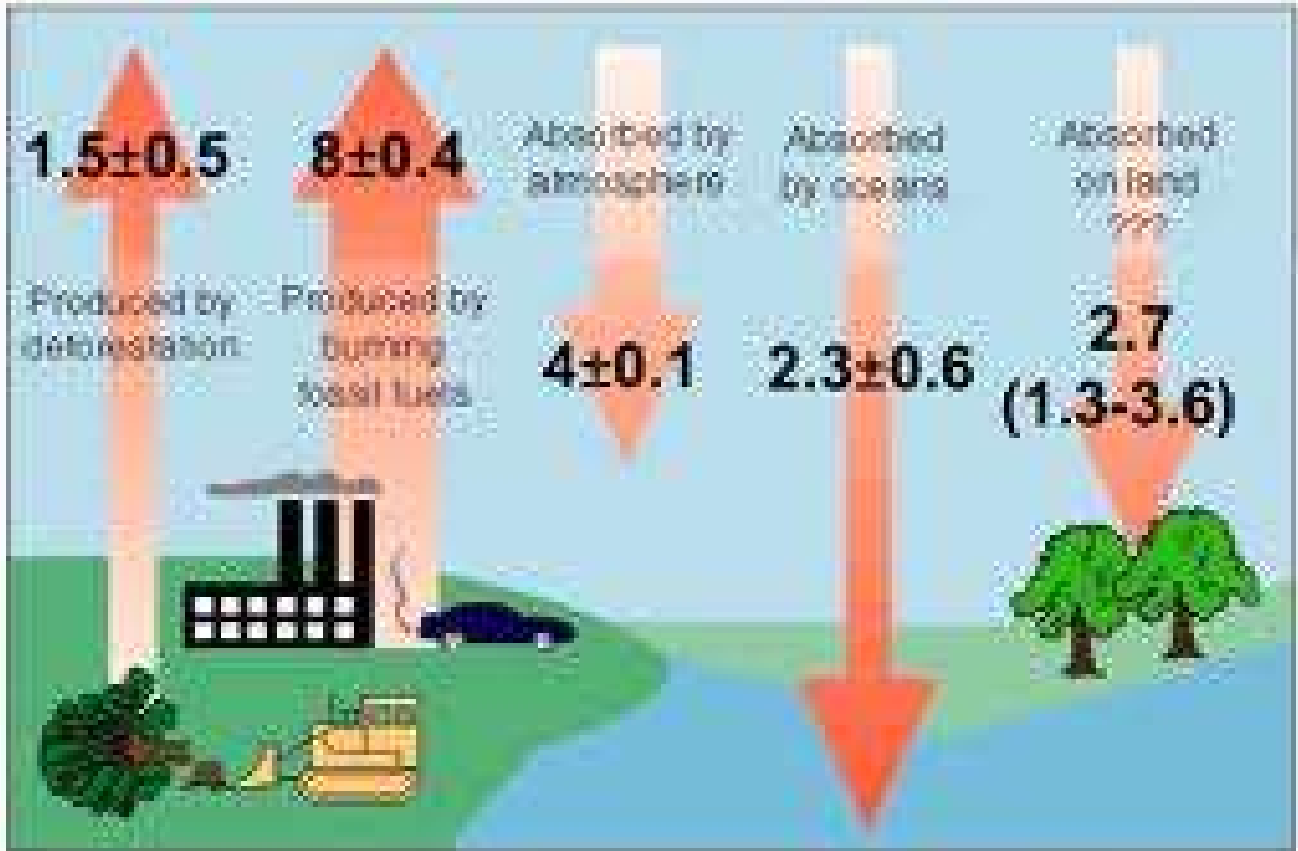 1.5±0.5
Produced by
deforestation
8±0.4
Produced by
burning
fossil fuels
Absorbed by
atmosphere
4±0.1
Absorbed
by oceans
2.3±0.6
Absorbed
on land
???
2.7
(1.3-3.6)